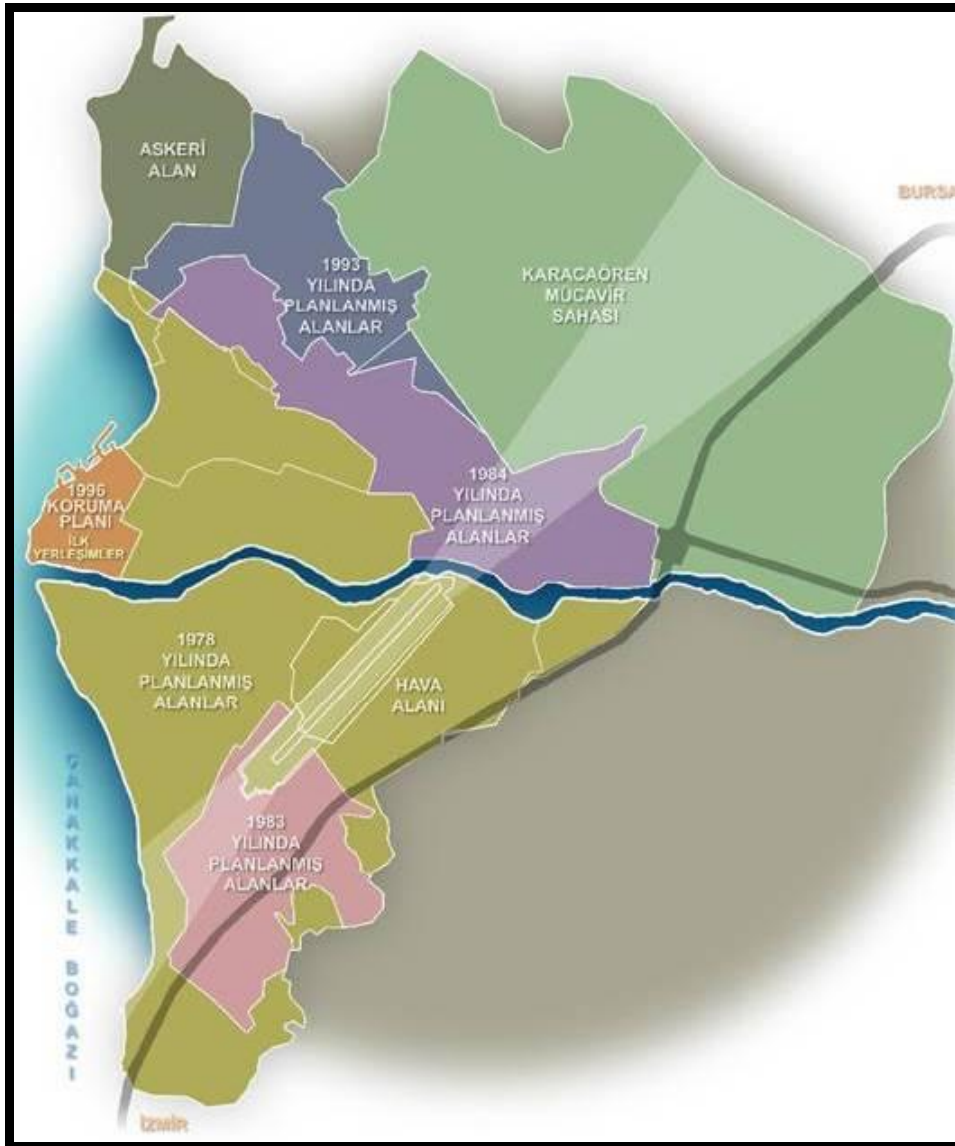 ASKERİ
ALAN
BURSA
1993
YILINDA
PLANLANMIŞ
ALANLAR
KARACAÖREN
MÜCAVİR
SAHASI
1984
YILINDA
PLANLANMIŞ
ALANLAR
1996
KORUMA
PLANI
İLK
YERLEŞİMLER
1978
YILINDA
PLANLANMIŞ
ALANLAR
HAVA
ALANI
1983
YILINDA
PLANLANMIŞ
ALANLAR
ÇANAKKALE BOĞAZI
İZMİR